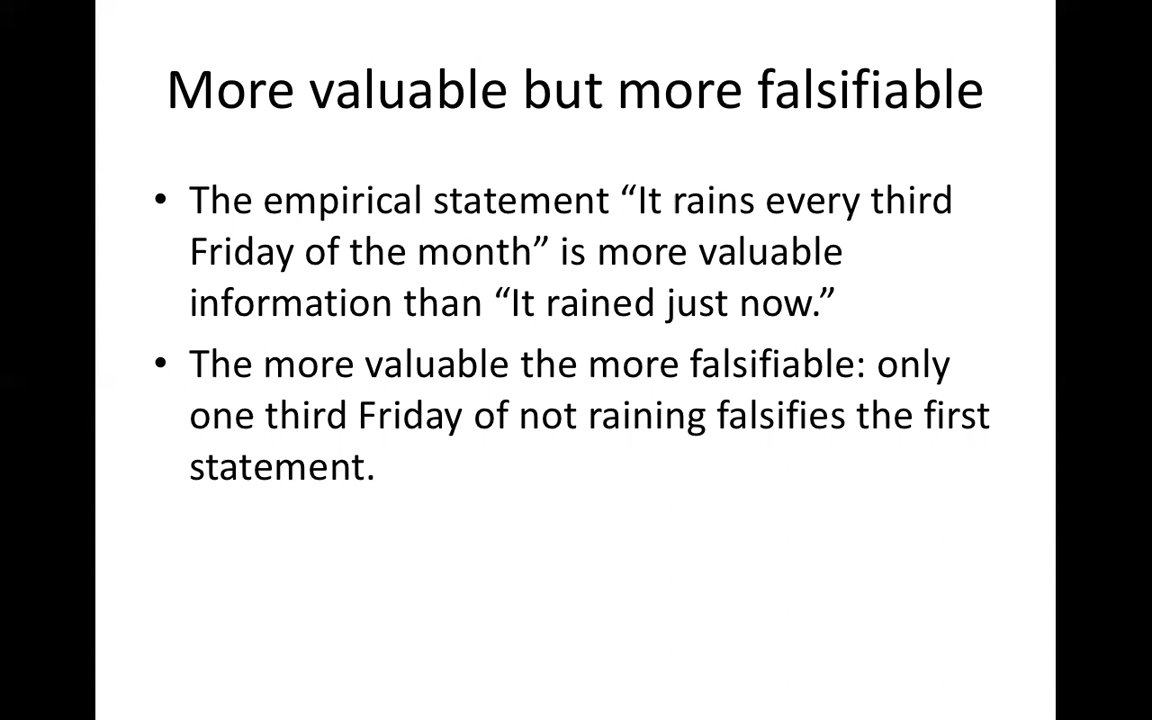 More valuable but more falsifiable
• The empirical statement “It rains every third
Friday of the month” is more valuable
information than “It rained just now.”
• The more valuable the more falsifiable: only
one third Friday of not raining falsifies the first
statement.